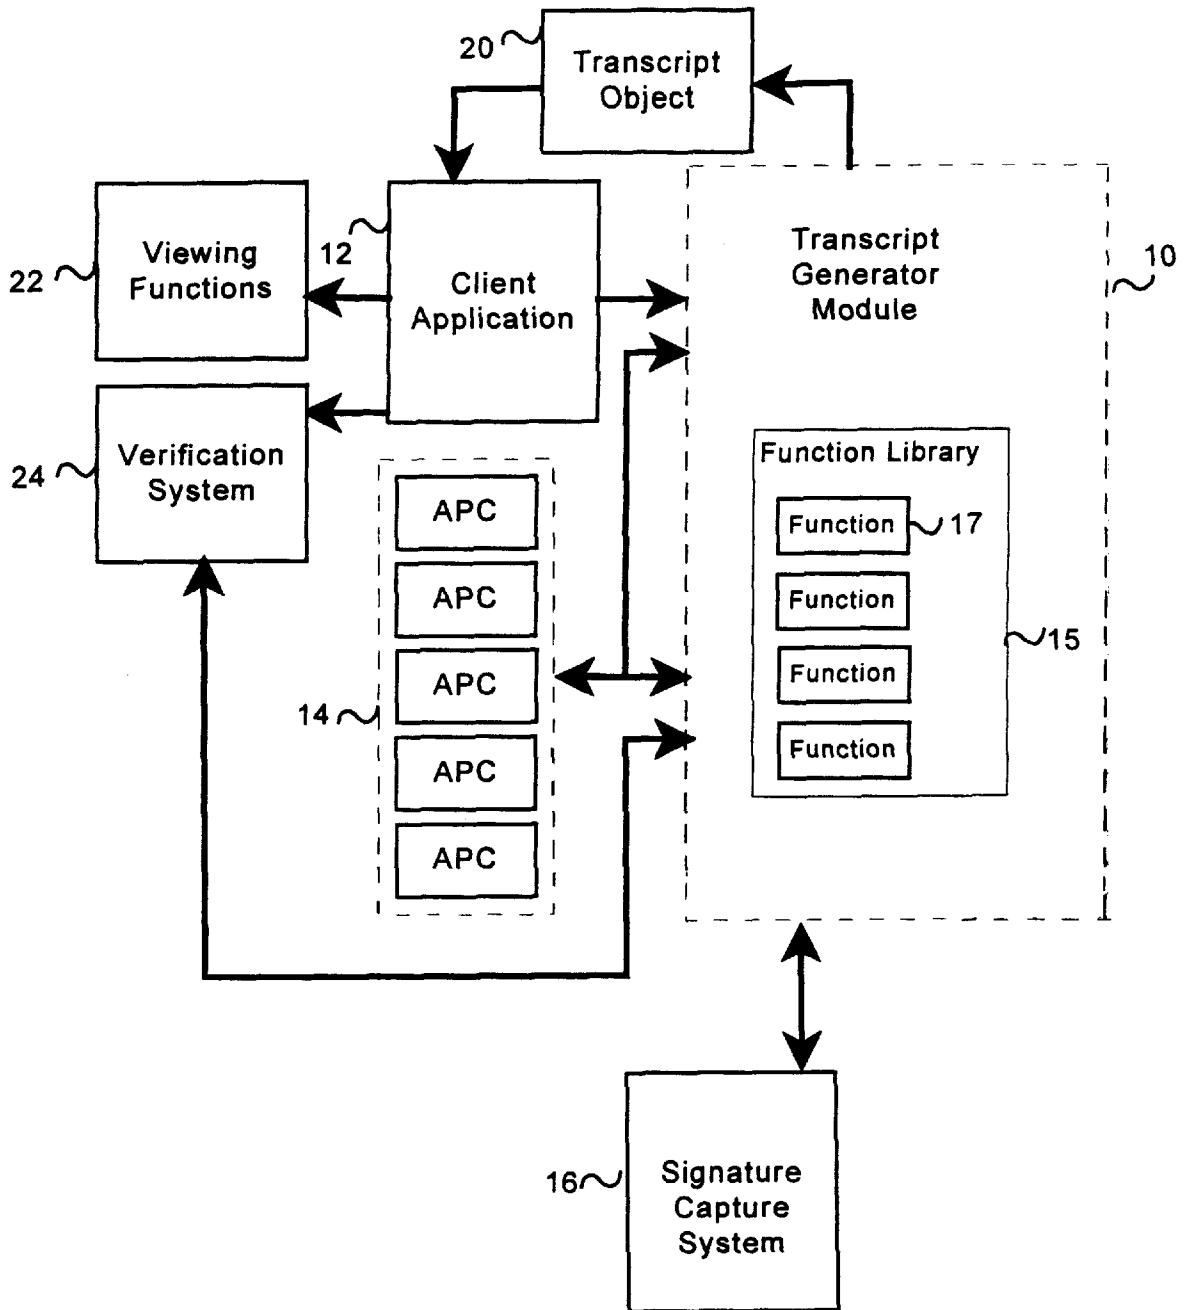 20
Transcript
Object
22
Viewing
Functions
12
Client
Application
Transcript
Generator
Module
10
24
Verification
System
14
APC
APC
APC
APC
APC
Function Library
Function
17
Function
Function
Function
15
16
Signature
Capture
System